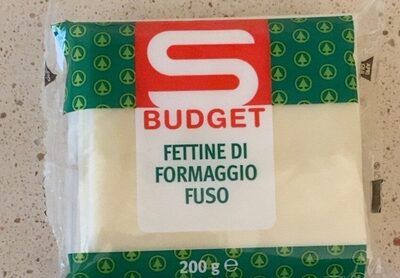 S
BUDGET
FETTINE DI
FORMAGGIO
FUSO
200 g ℮